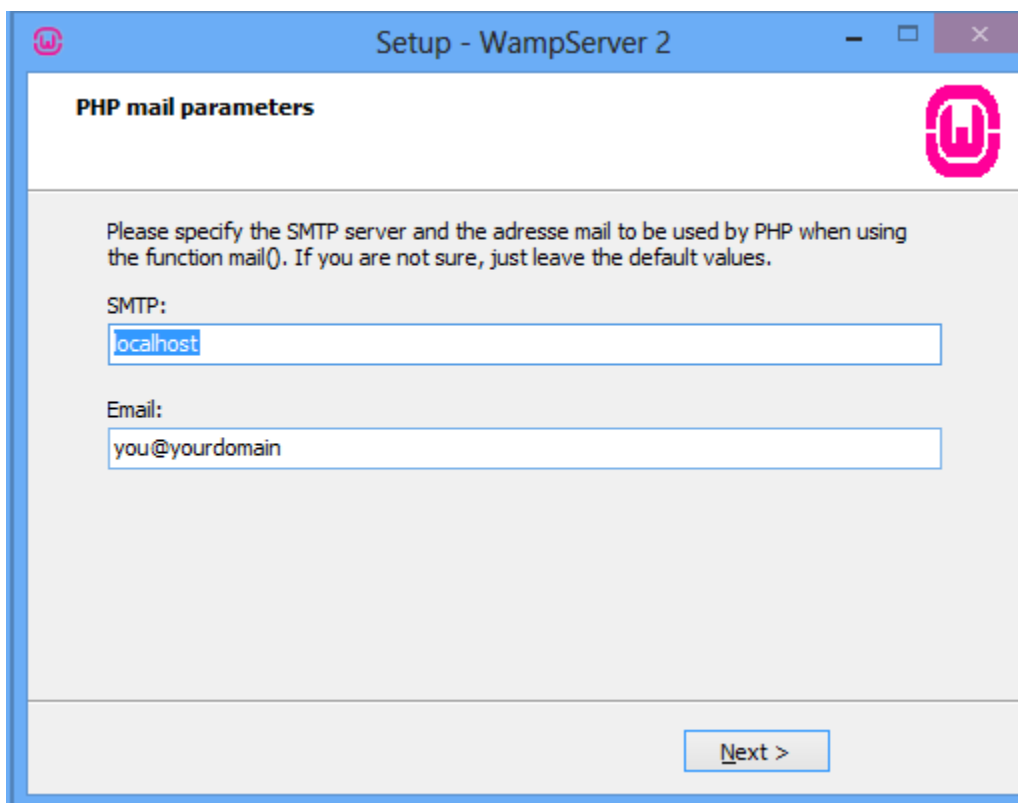 Setup - WampServer 2
PHP mail parameters
Please specify the SMTP server and the adresse mail to be used by PHP when using
the function mail(). If you are not sure, just leave the default values.
SMTP:
localhost
Email:
you@yourdomain
Next >